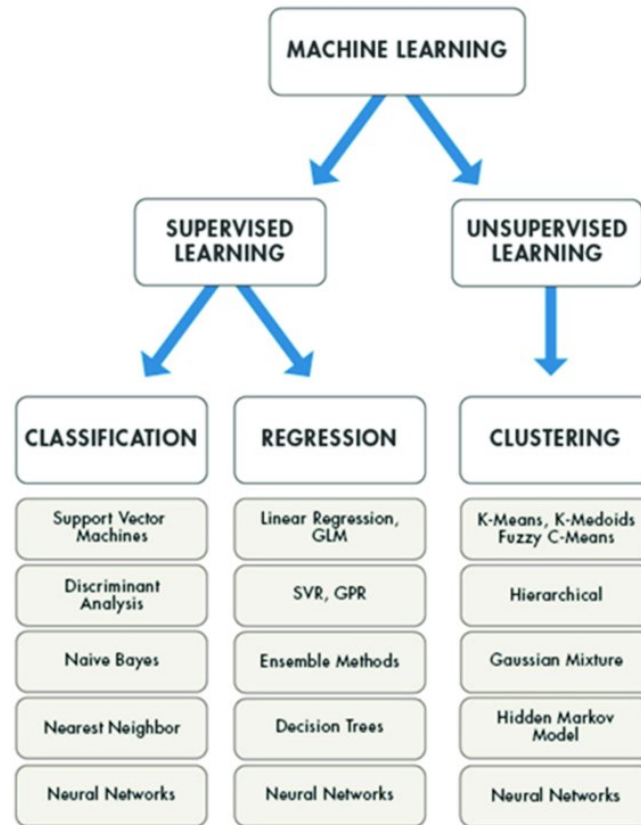 MACHINE LEARNING
SUPERVISED
LEARNING
UNSUPERVISED
LEARNING
CLASSIFICATION
Support Vector
Machines
Discriminant
Analysis
Naive Bayes
Nearest Neighbor
Neural Networks
REGRESSION
Linear Regression,
GLM
SVR, GPR
Ensemble Methods
Decision Trees
Neural Networks
CLUSTERING
K-Means, K-Medoids
Fuzzy C-Means
Hierarchical
Gaussian Mixture
Hidden Markov
Model
Neural Networks